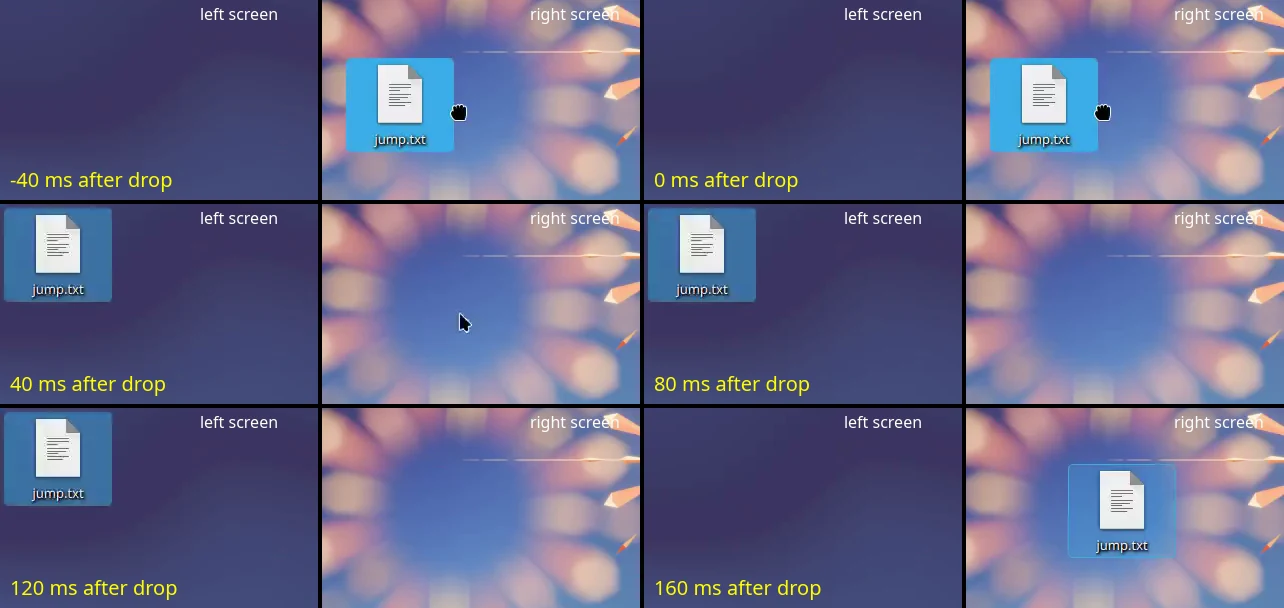 left screen
right screen
left screen
right screen
jump.txt
jump.txt
-40 ms after drop
0 ms after drop
left screen
right screen
left screen
right screen
jump.txt
jump.txt
40 ms after drop
80 ms after drop
left screen
right screen
left screen
right screen
jump.txt
jump.txt
120 ms after drop
160 ms after drop